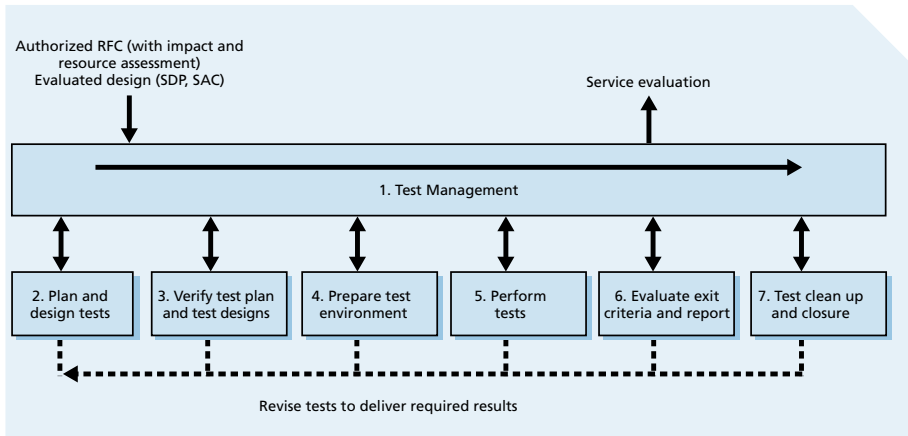 Authorized RFC (with impact and
resource assessment)
Evaluated design (SDP, SAC)
Service evaluation
1. Test Management
2. Plan and
design tests
3. Verify test plan
and test designs
4. Prepare test
environment
5. Perform
tests
6. Evaluate exit
criteria and report
7. Test clean up
and closure
Revise tests to deliver required results